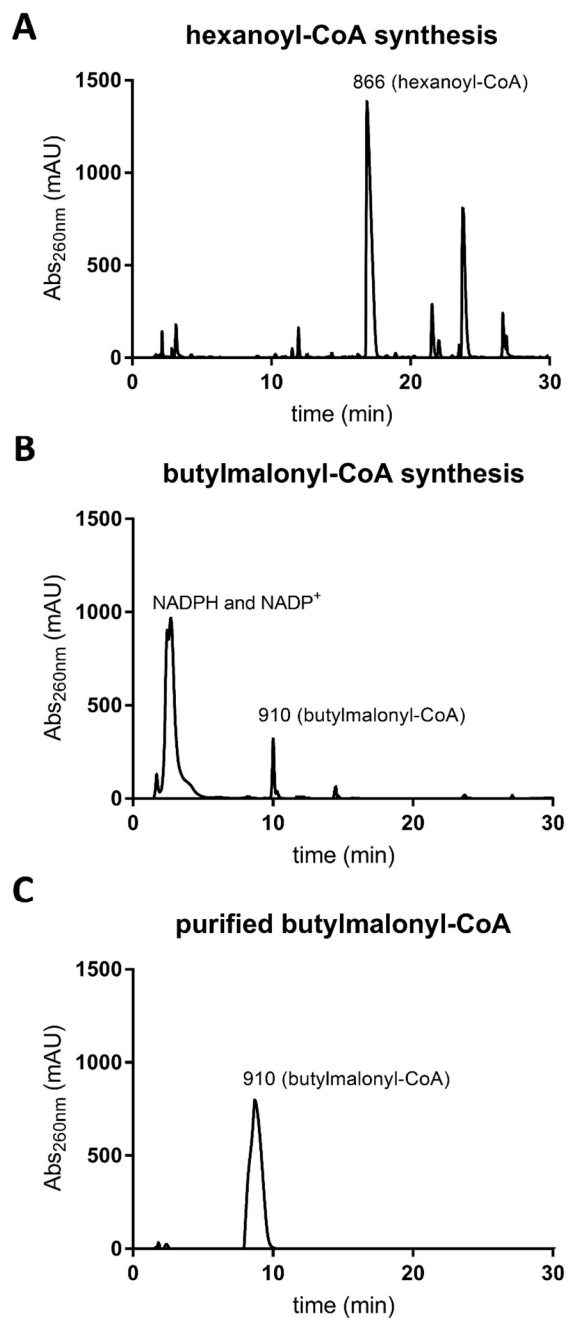 A
hexanoyl-CoA synthesis
866 (hexanoyl-CoA)
1500
1000
500
0
Abs260nm (mAU)
0 10 20 30
time (min)
B
butylmalonyl-CoA synthesis
1500
1000
500
0
Abs260nm (mAU)
NADPH and NADP+
910 (butylmalonyl-CoA)
0 10 20 30
time (min)
C
purified butylmalonyl-CoA
1500
1000
500
0
Abs260nm (mAU)
910 (butylmalonyl-CoA)
0 10 20 30
time (min)